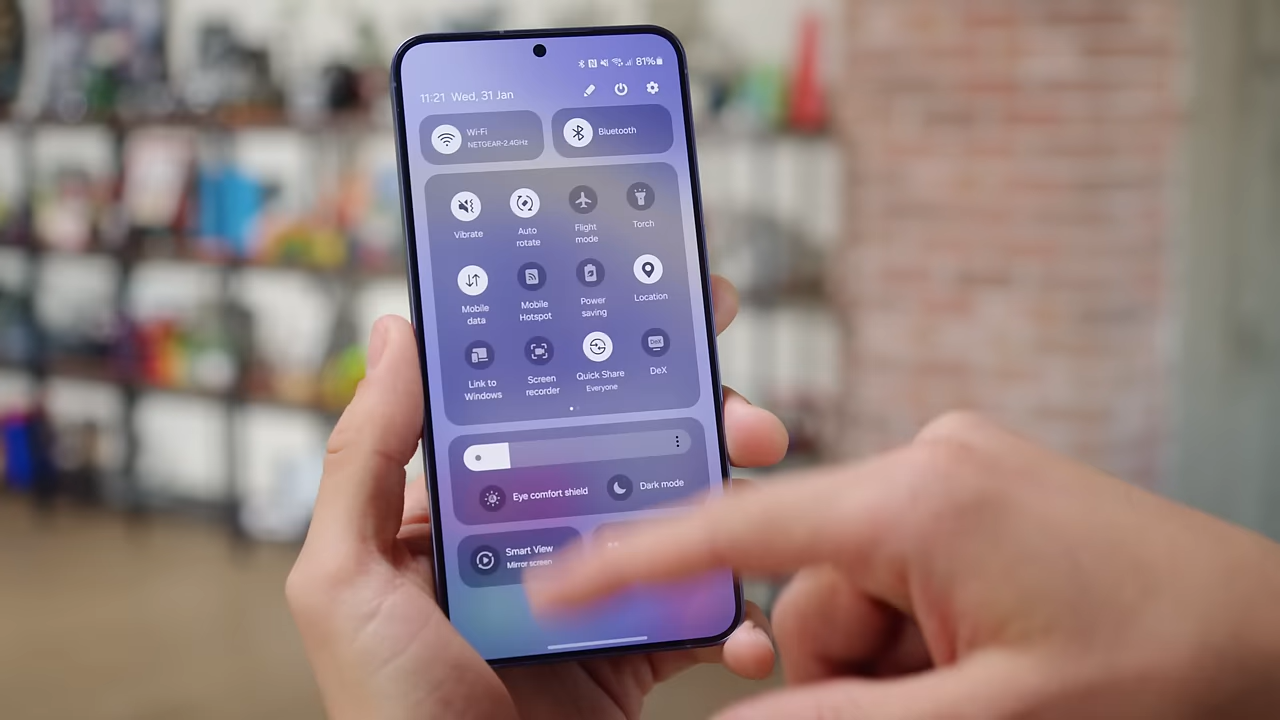 81%
11:21 Wed, 31 Jan
Wi-Fi
NETGEAR-2.4GHz
Bluetooth
Vibrate
Auto
rotate
Flight
mode
Torch
Mobile
data
Mobile
Hotspot
Power
saving
Location
Link to
Windows
Screen
recorder
Quick Share
Everyone
DeX
DeX
Eye comfort shield
Dark mode
Smart View
Mirror screen